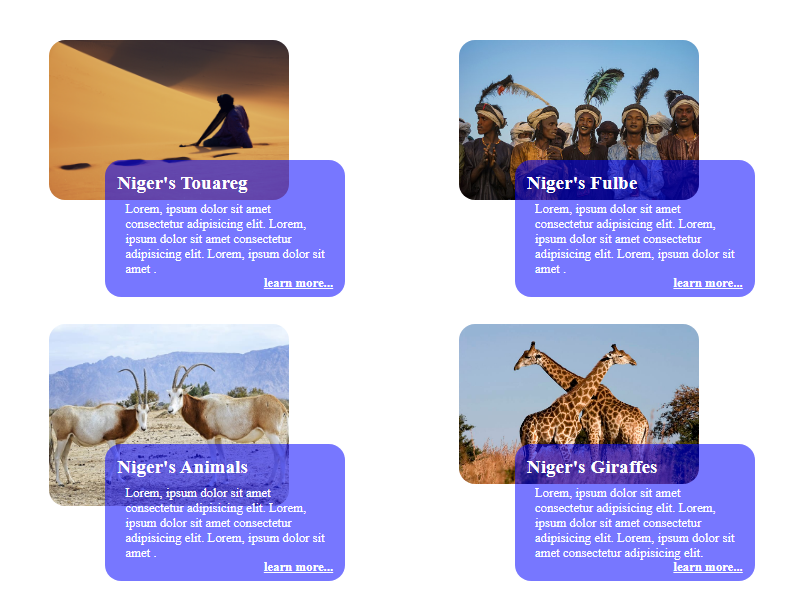 Niger's Touareg
Lorem, ipsum dolor sit amet
consectetur adipisicing elit. Lorem,
ipsum dolor sit amet consectetur
adipisicing elit. Lorem, ipsum dolor sit
amet .
learn more...
Niger's Fulbe
Lorem, ipsum dolor sit amet
consectetur adipisicing elit. Lorem,
ipsum dolor sit amet consectetur
adipisicing elit. Lorem, ipsum dolor sit
amet .
learn more...
Niger's Animals
Lorem, ipsum dolor sit amet
consectetur adipisicing elit. Lorem,
ipsum dolor sit amet consectetur
adipisicing elit. Lorem, ipsum dolor sit
amet .
learn more...
Niger's Giraffes
Lorem, ipsum dolor sit amet
consectetur adipisicing elit. Lorem,
ipsum dolor sit amet consectetur
adipisicing elit. Lorem, ipsum dolor sit
amet consectetur adipisicing elit.
learn more...